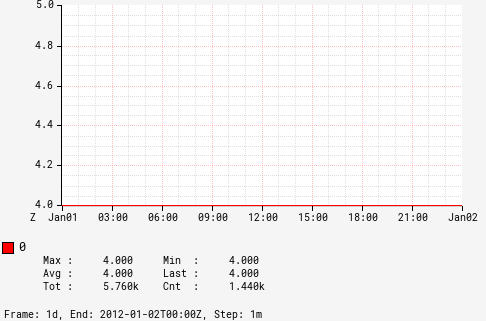 5.0
4.8
4.6
4.4
4.2
4.0
Z Jan01 03:00 06:00 09:00 12:00 15:00 18:00 21:00 Jan02
0
Max : 4.000 Min : 4.000
Avg : 4.000 Last : 4.000
Tot : 5.760k Cnt : 1.440k
Frame: 1d, End: 2012-01-02T00:00Z, Step: 1m